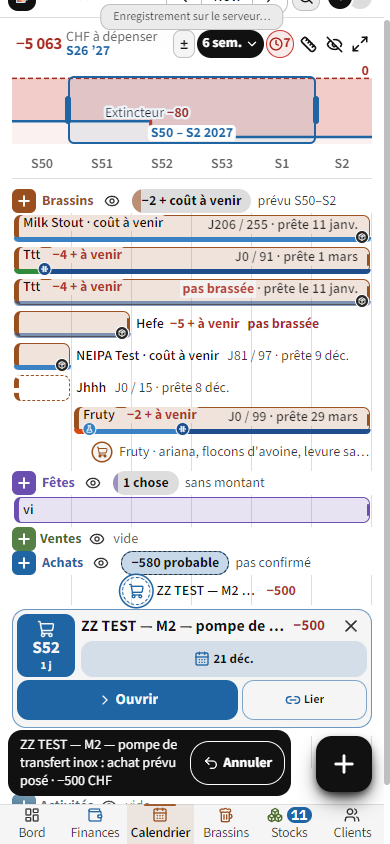 Enregistrement sur le serveur…
−5 063 CHF à dépenser
S26 ’27
±
6 sem.
7
0
Extincteur −80
S50 – S2 2027
S50 S51 S52 S53 S1 S2
Brassins −2 + coût à venir prévu S50–S2
Milk Stout · coût à venir J206 / 255 · prête 11 janv.
Ttt −4 + à venir J0 / 91 · prête 1 mars
Ttt −4 + à venir pas brassée · prête le 11 janv.
Hefe −5 + à venir pas brassée
NEIPA Test · coût à venir J81 / 97 · prête 9 déc.
Jhhh J0 / 15 · prête 8 déc.
Fruty −2 + à venir J0 / 99 · prête 29 mars
Fruty · ariana, flocons d'avoine, levure sa…
Fêtes 1 chose sans montant
vi
Ventes vide
Achats −580 probable pas confirmé
ZZ TEST — M2 … −500
S52
1 j
ZZ TEST — M2 — pompe de … −500
21 déc.
Ouvrir
Lier
ZZ TEST — M2 — pompe de
transfert inox : achat prévu
posé · −500 CHF
Annuler
Bord Finances Calendrier Brassins Stocks 11 Clients